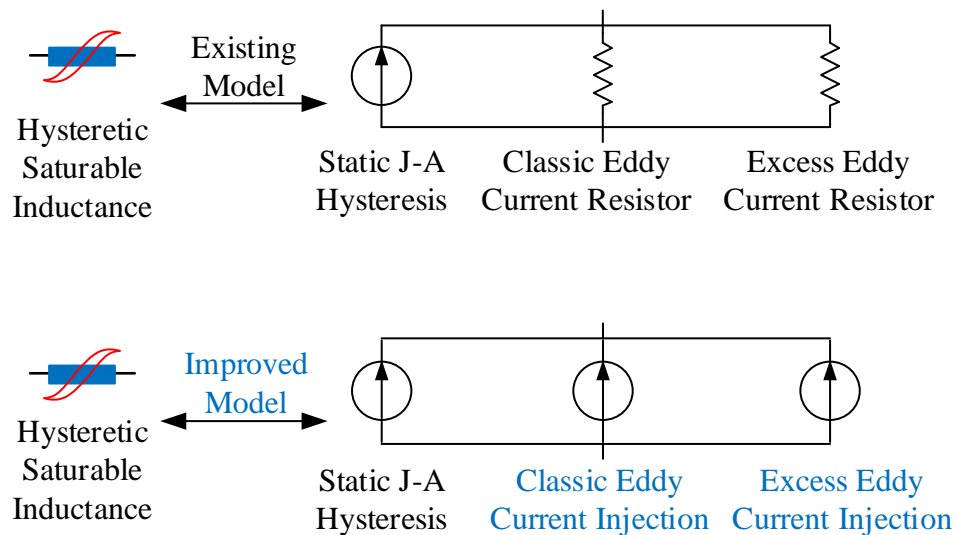 Existing
Model
Hysteretic
Saturable
Inductance
Static J-A
Hysteresis
Classic Eddy
Current Resistor
Excess Eddy
Current Resistor
Improved
Model
Hysteretic
Saturable
Inductance
Static J-A
Hysteresis
Classic Eddy
Current Injection
Excess Eddy
Current Injection